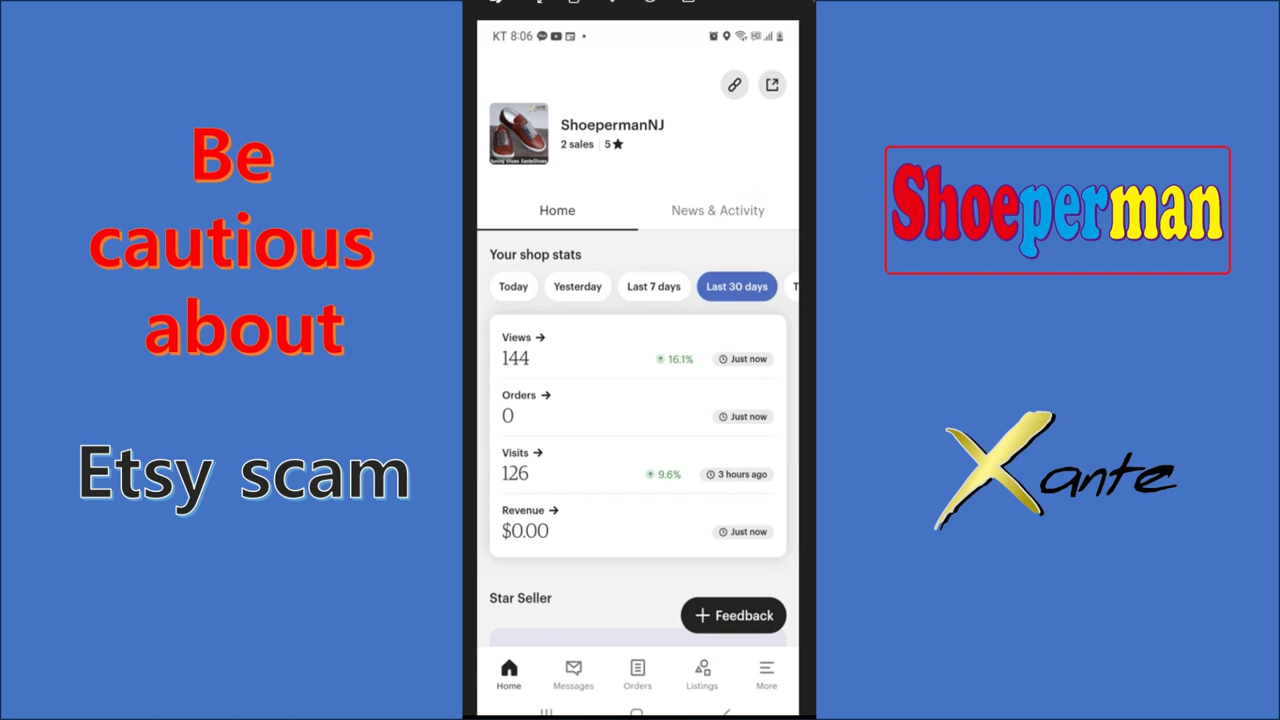 Be
cautious
about
Etsy scam
KT 8:06
ShoepermanNJ
2 sales 5★
Home
News & Activity
Your shop stats
Today
Yesterday
Last 7 days
Last 30 days
T
Views →
144
16.1%
Just now
Orders →
0
Just now
Visits →
126
9.6%
3 hours ago
Revenue →
$0.00
Just now
Star Seller
+ Feedback
Home
Messages
Orders
Listings
More
Shoeperman
Xante